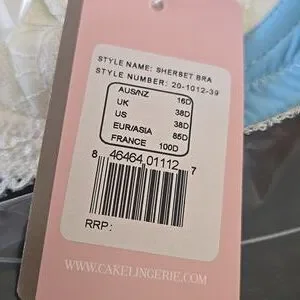 STYLE NAME: SHERBET BRA
STYLE NUMBER: 20-1012-39
AUS/NZ 16D
UK 38D
US 38D
EUR/ASIA 85D
FRANCE 100D
8 46464 01112 7
RRP:
WWW.CAKELINGERIE.COM